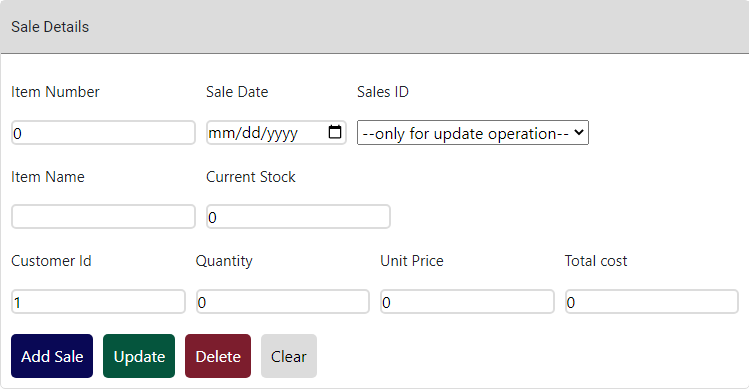 Sale Details
Item Number Sale Date Sales ID
0 mm/dd/yyyy --only for update operation--
Item Name Current Stock
0
Customer Id Quantity Unit Price Total cost
1 0 0 0
Add Sale Update Delete Clear